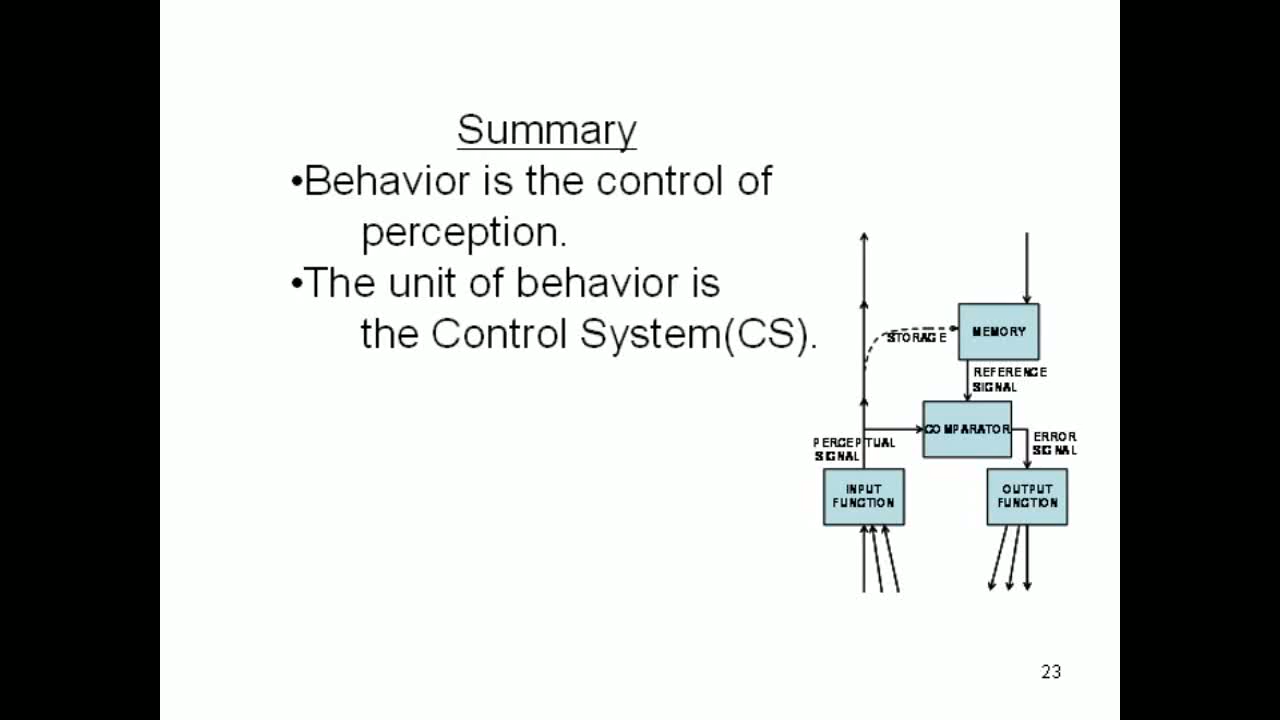 Summary
•Behavior is the control of
perception.
•The unit of behavior is
the Control System(CS).
MEMORY
STORAGE
REFERENCE
SIGNAL
COMPARATOR
PERCEPTUAL
SIGNAL
ERROR
SIGNAL
INPUT
FUNCTION
OUTPUT
FUNCTION
23